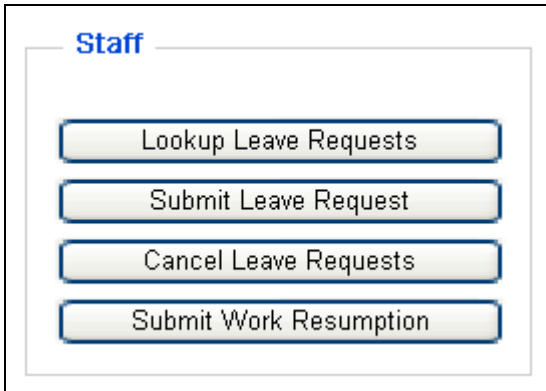 Staff
Lookup Leave Requests
Submit Leave Request
Cancel Leave Requests
Submit Work Resumption